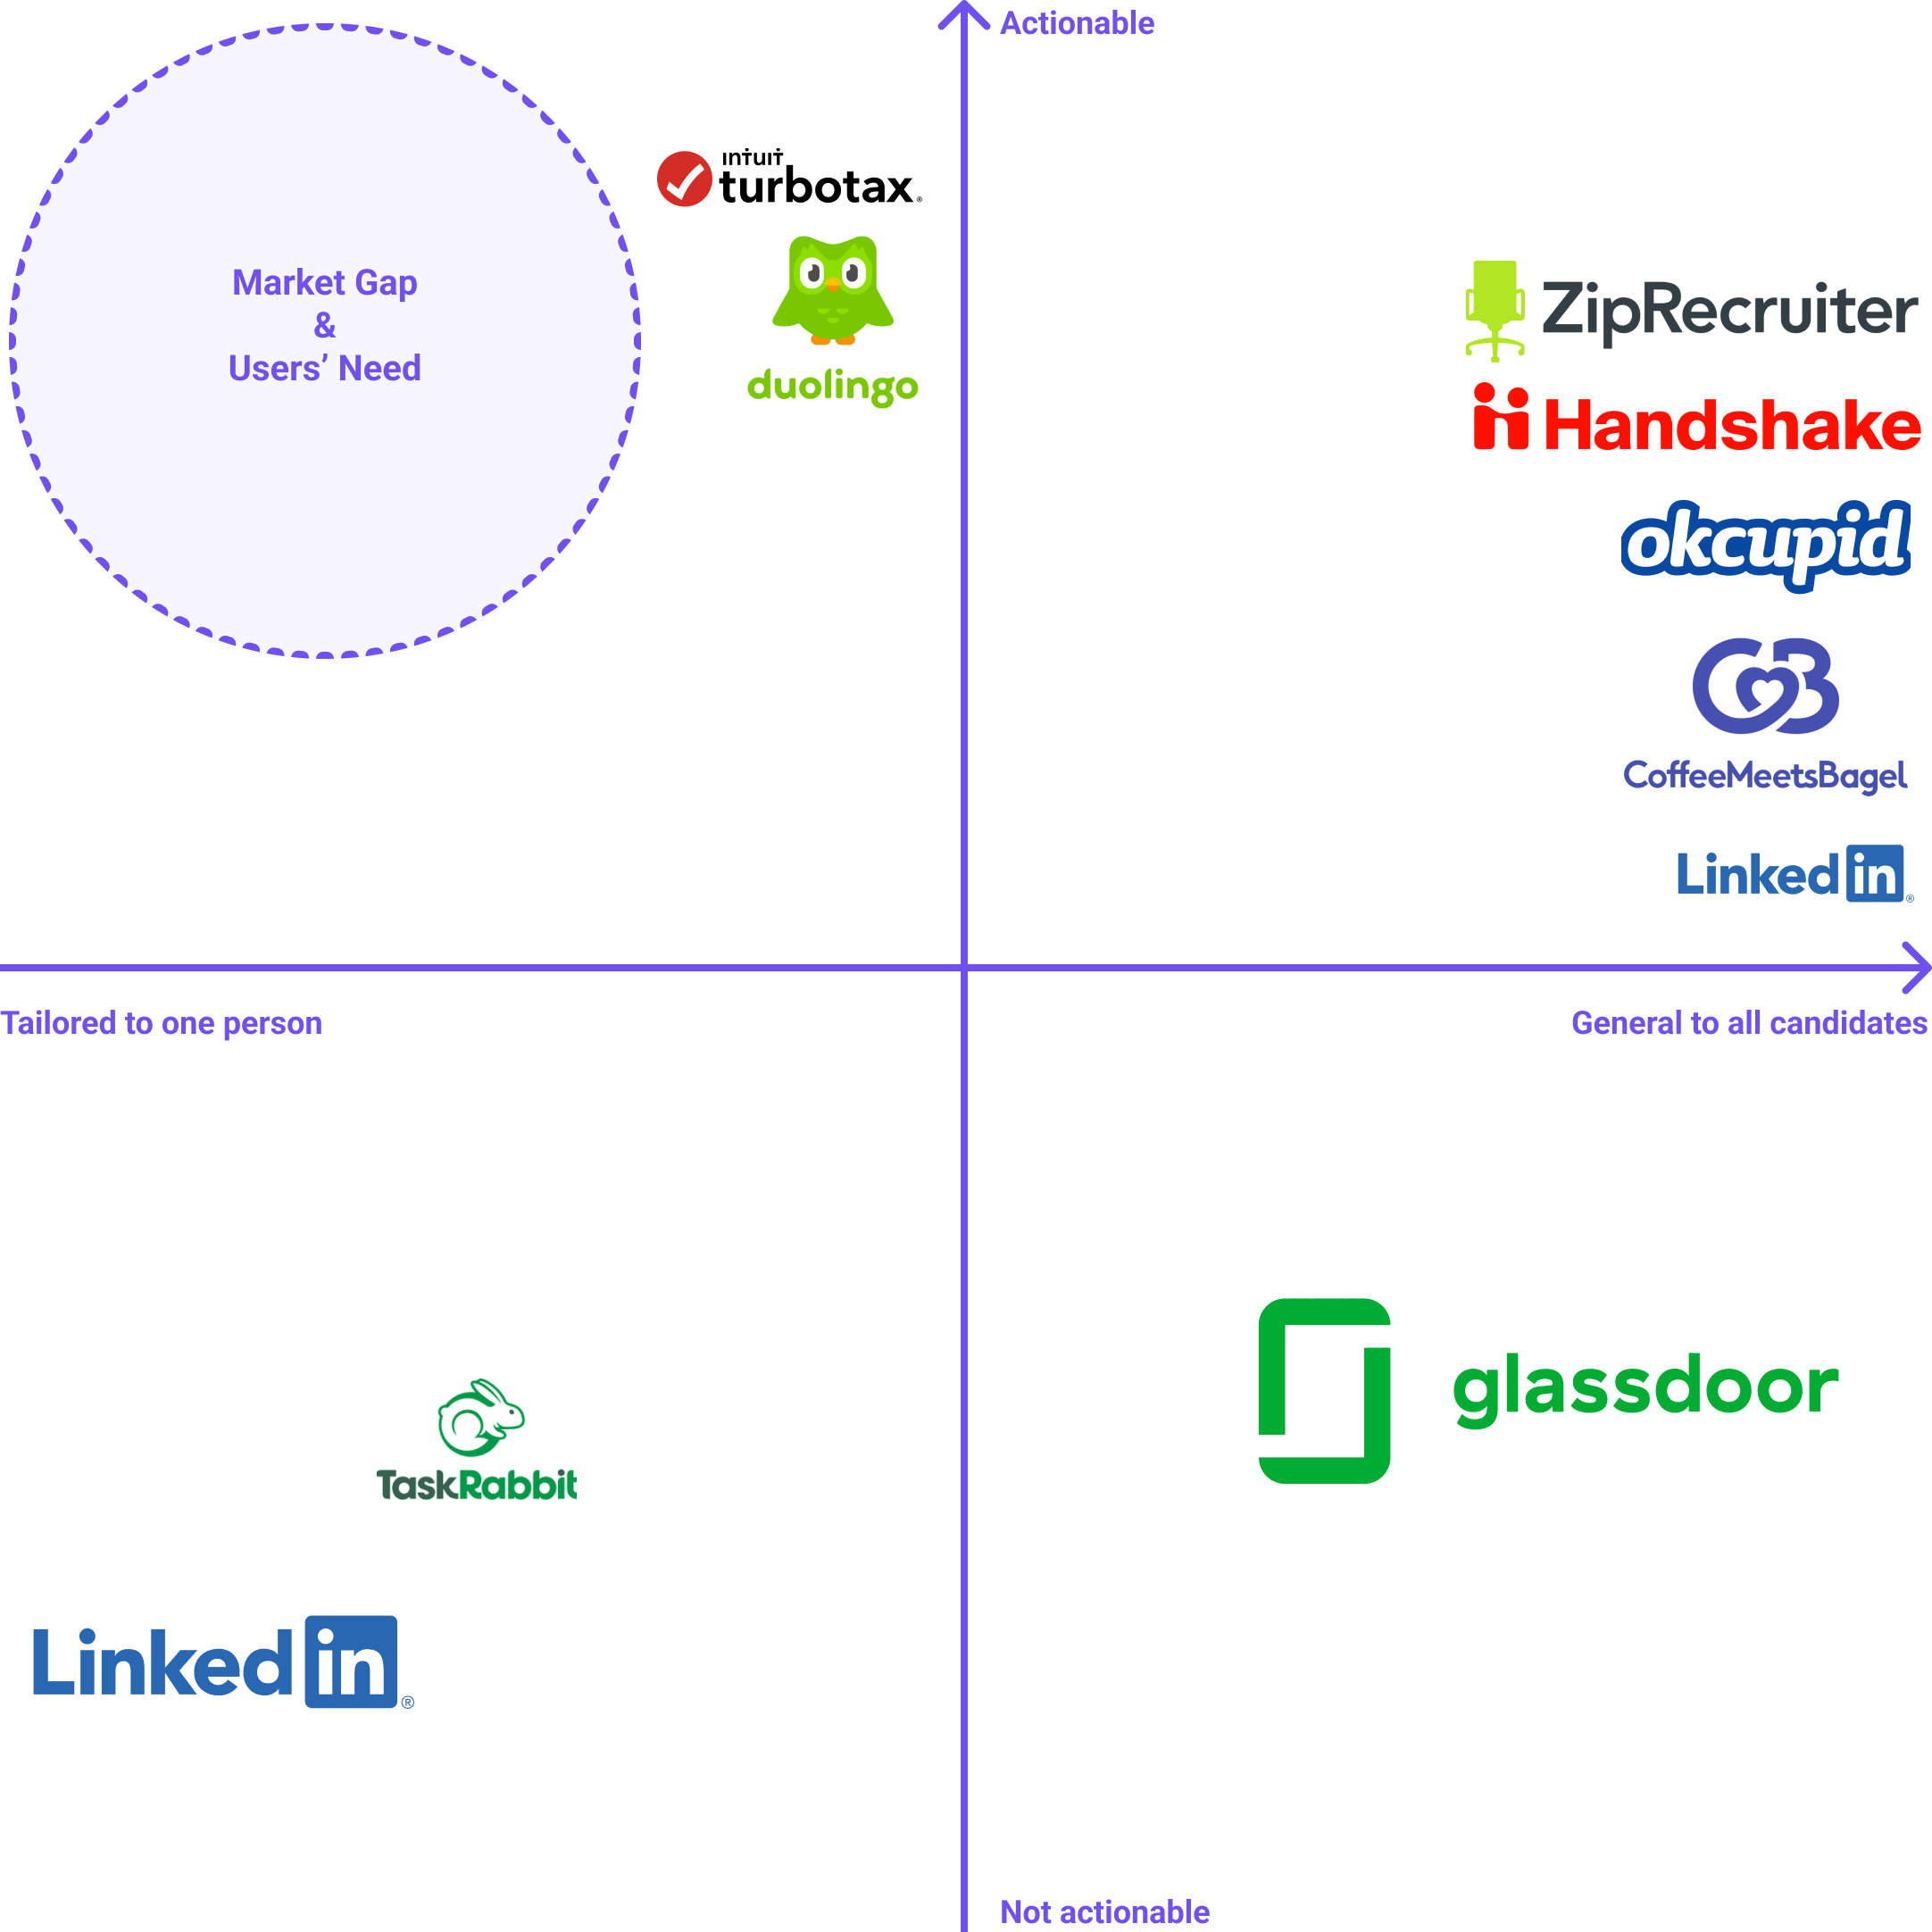 Actionable
intuit
turbotax®
Market Gap
&
Users’ Need
duolingo
ZipRecruiter
Handshake
okcupid
CB
CoffeeMeetsBagel
Linked in®
Tailored to one person
General to all candidates
glassdoor
TaskRabbit
Linked in®
Not actionable